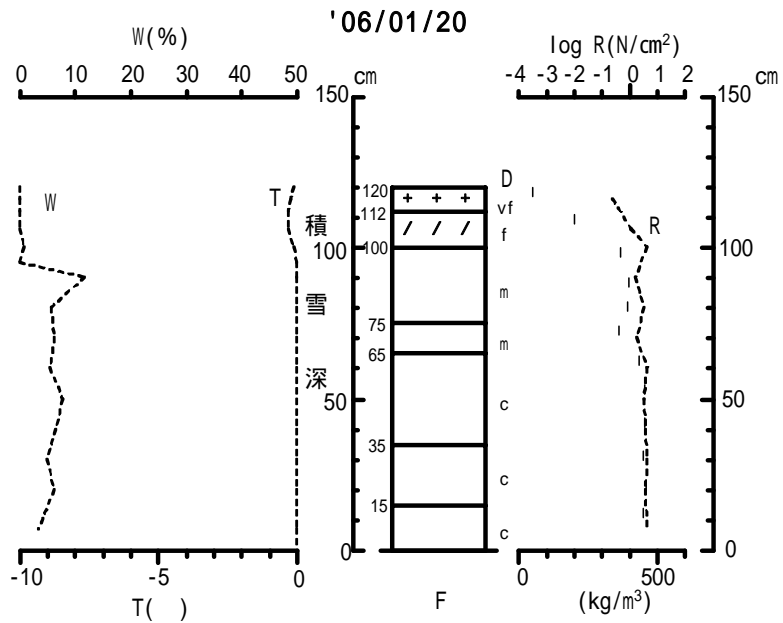 '06/01/20
W(%)
log R(N/cm²)
0 10 20 30 40 50 cm
-4 -3 -2 -1 0 1 2 cm
150
150
W
T
120
D
+ + +
vf
112
積
/ / /
f
R
100
100
100
雪
m
75
m
65
深
50
c
50
35
c
15
c
0
0
-10 -5 0
0 500
T( )
F
(kg/m³)